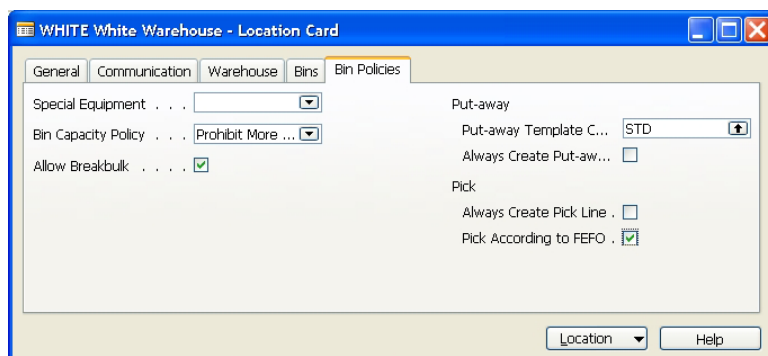 WHITE White Warehouse - Location Card
General Communication Warehouse Bins Bin Policies
Special Equipment . . .
Bin Capacity Policy . . . Prohibit More ...
Allow Breakbulk . . . . .
Put-away
Put-away Template C... STD
Always Create Put-aw...
Pick
Always Create Pick Line .
Pick According to FEFO .
Location Help